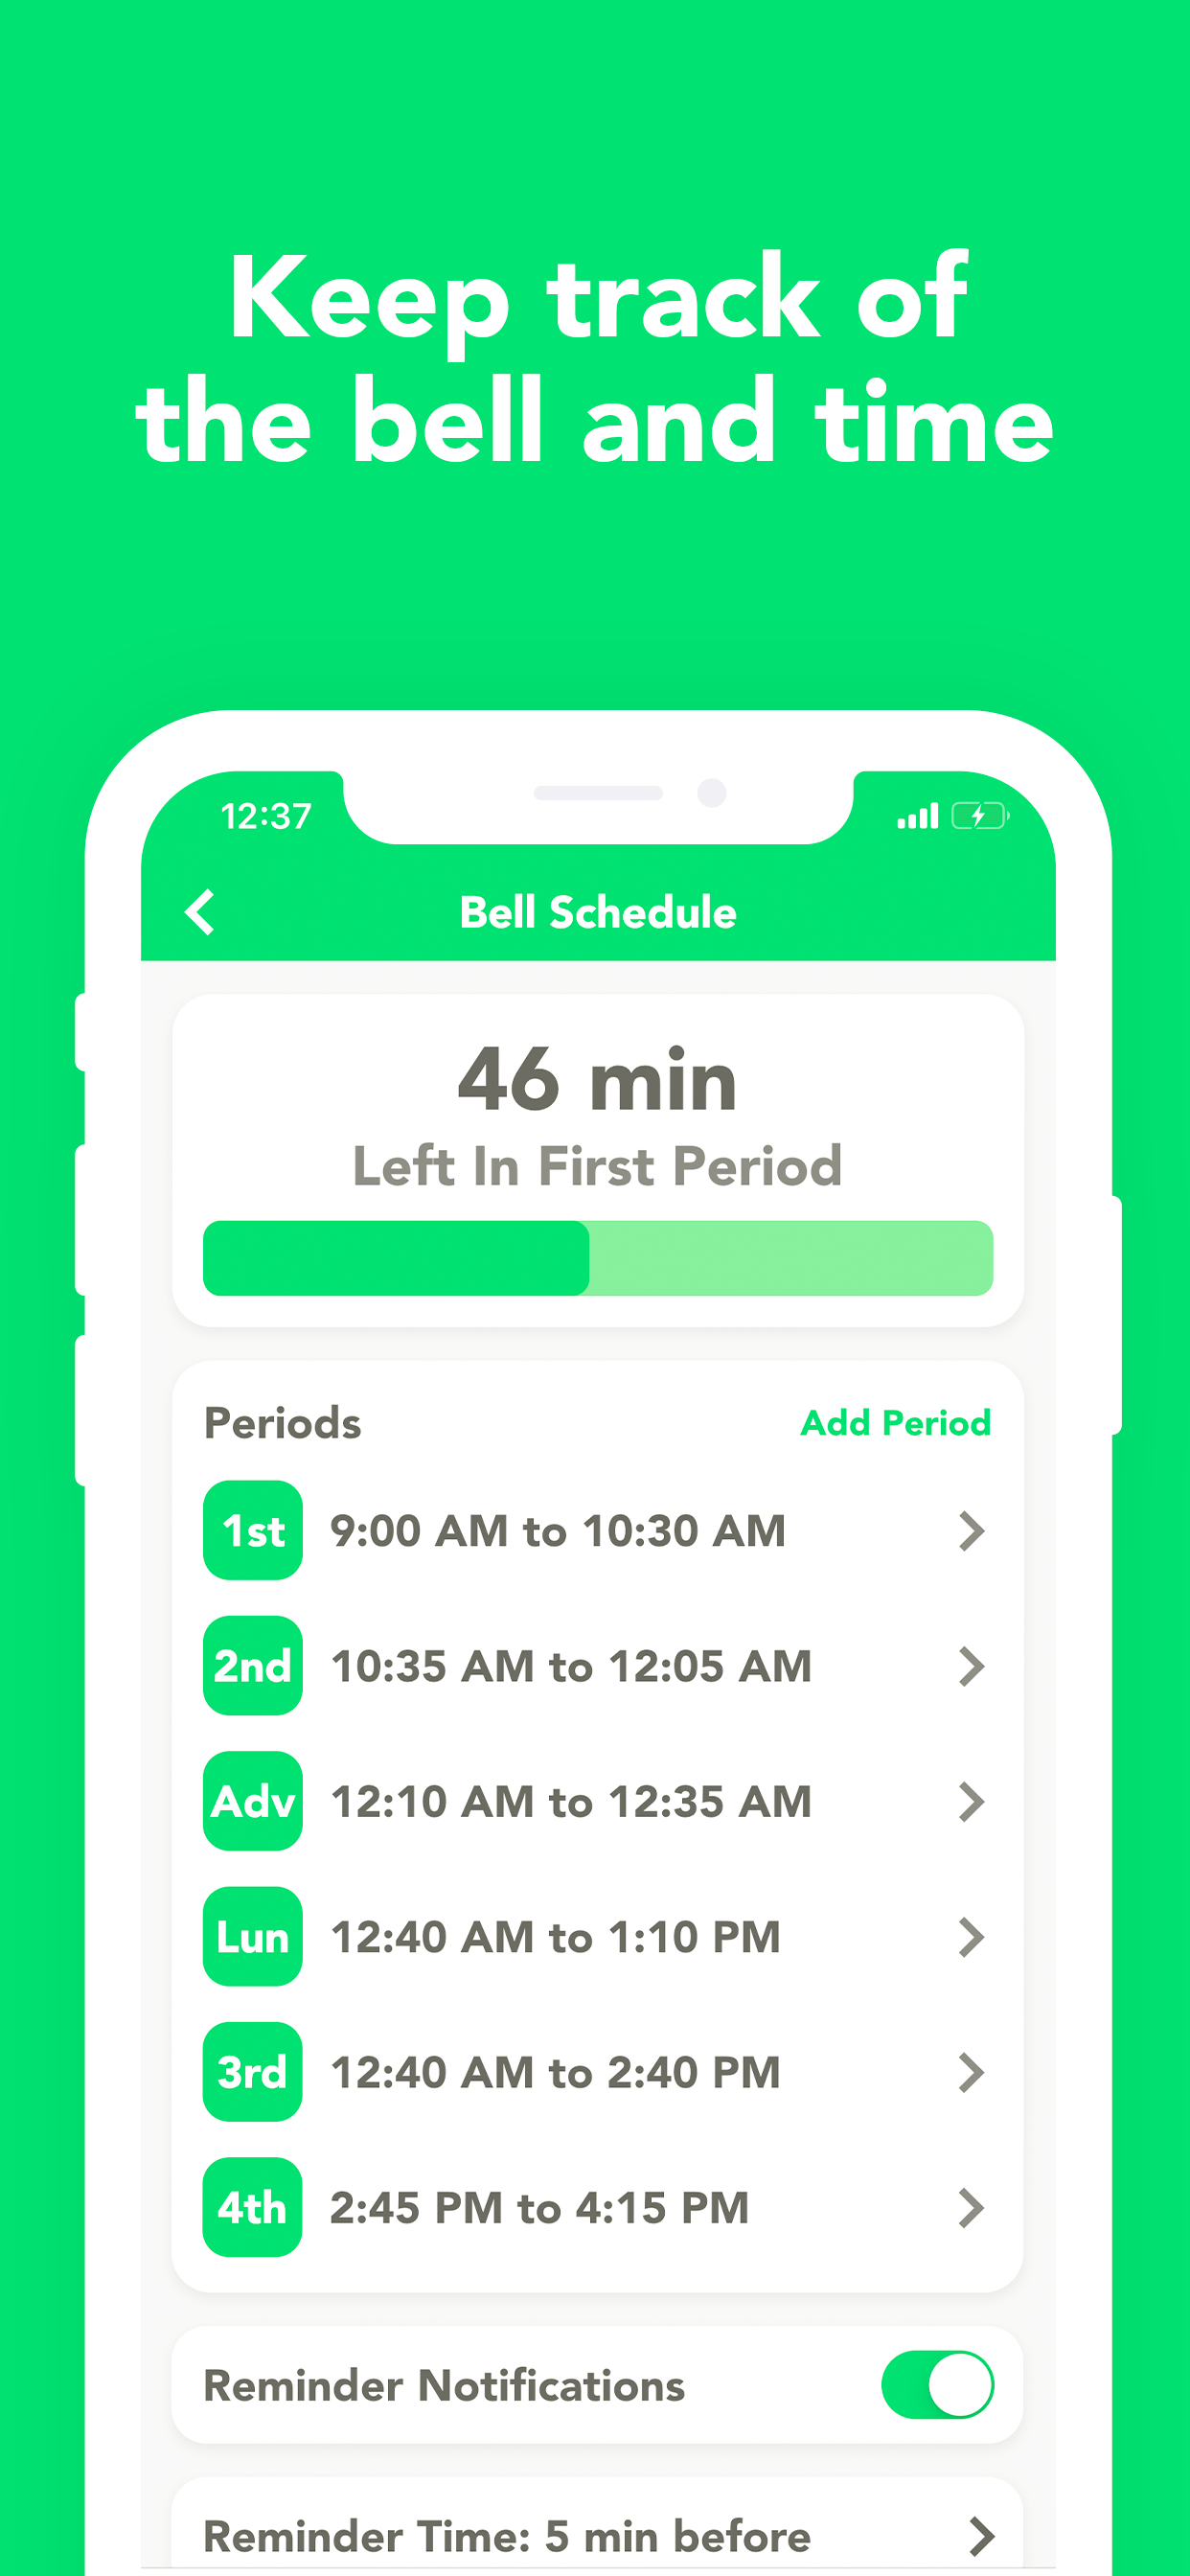 Keep track of
the bell and time
12:37
Bell Schedule
46 min
Left In First Period
Periods
Add Period
1st
9:00 AM to 10:30 AM
2nd
10:35 AM to 12:05 AM
Adv
12:10 AM to 12:35 AM
Lun
12:40 AM to 1:10 PM
3rd
12:40 AM to 2:40 PM
4th
2:45 PM to 4:15 PM
Reminder Notifications
Reminder Time: 5 min before